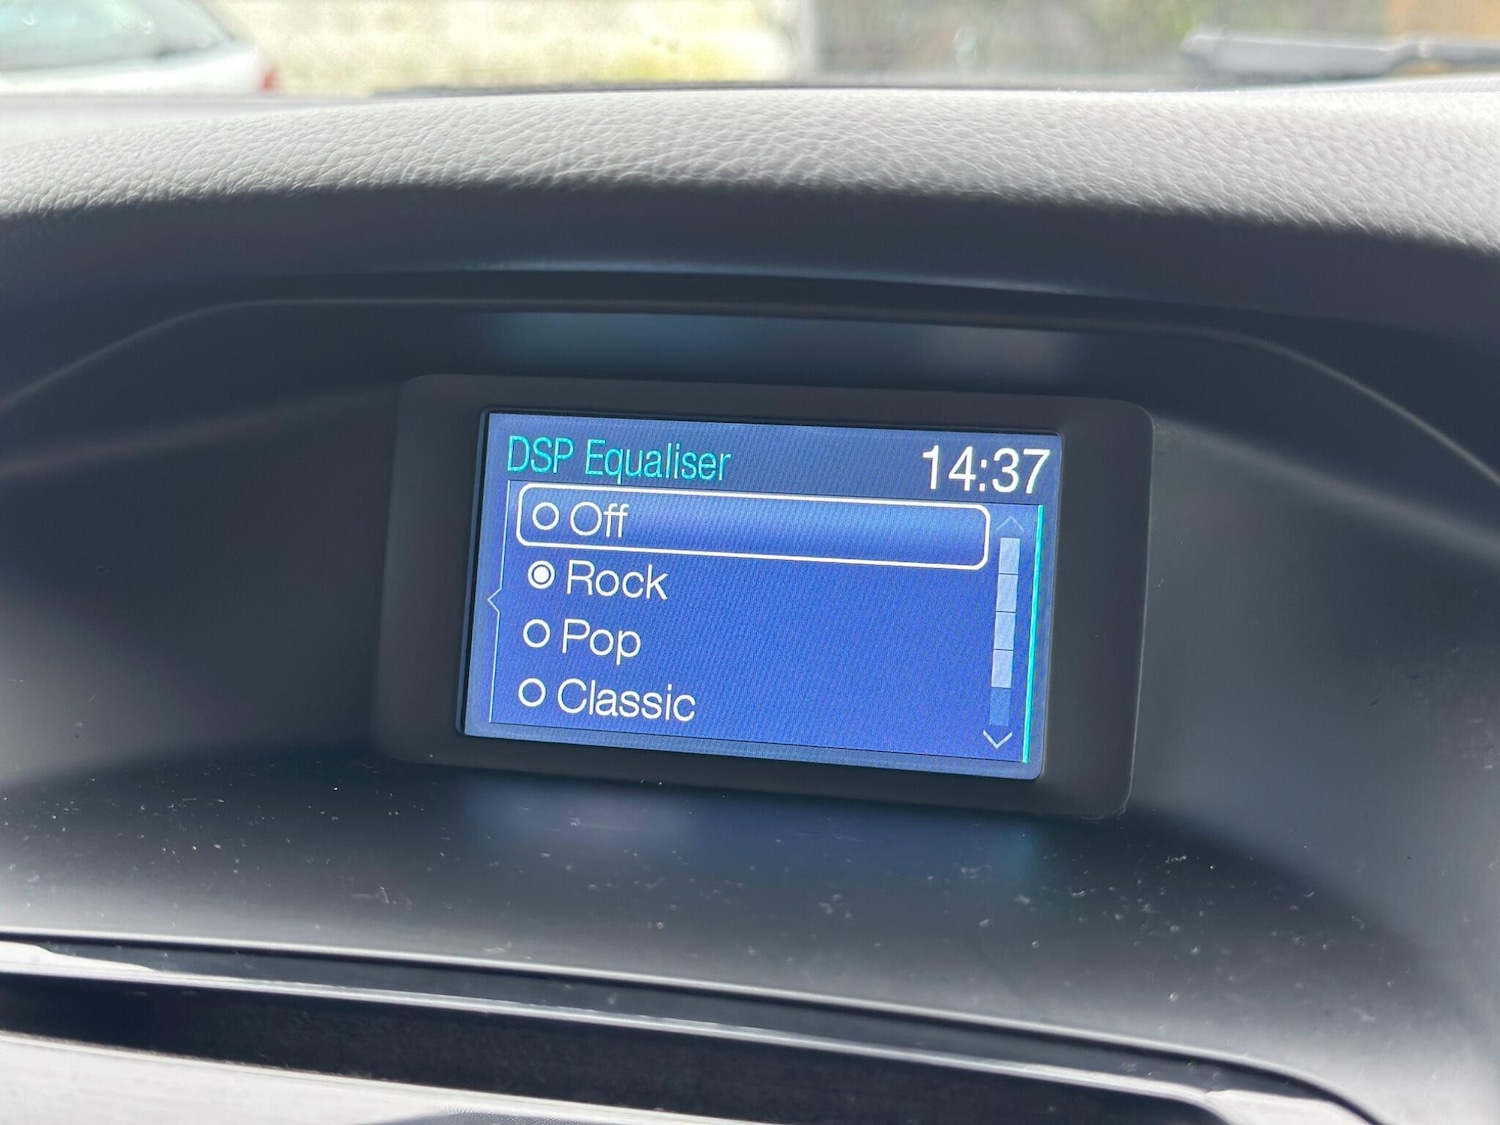 DSP Equaliser 14:37
Off
Rock
Pop
Classic